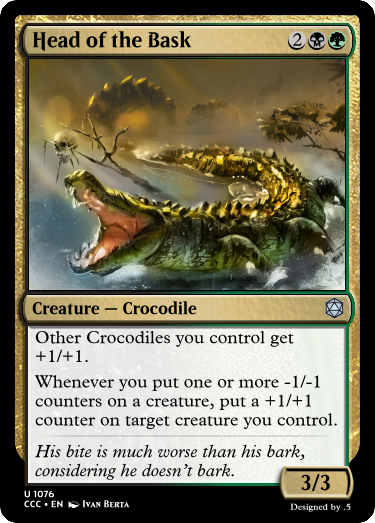 Head of the Bask 2
Creature — Crocodile
Other Crocodiles you control get
+1/+1.
Whenever you put one or more -1/-1
counters on a creature, put a +1/+1
counter on target creature you control.
His bite is much worse than his bark,
considering he doesn't bark.
3/3
U 1076
CCC • EN Ivan Berta
Designed by .5